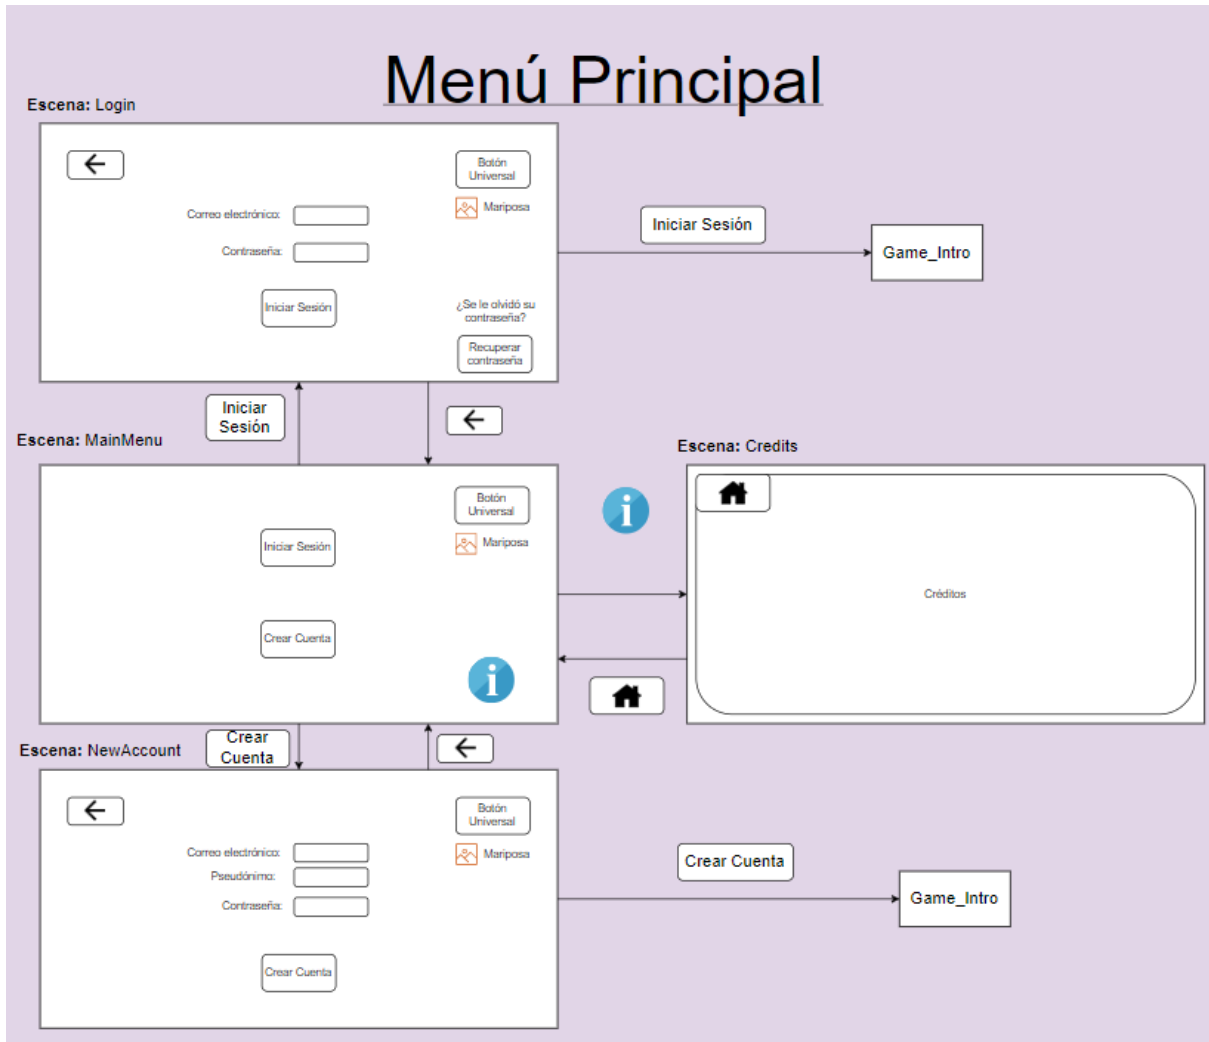 Menú Principal
Escena: Login
Botón
Universal
Mariposa
Correo electrónico:
Contraseña:
Iniciar Sesión
¿Se le olvidó su
contraseña?
Recuperar
contraseña
Iniciar Sesión
Game_Intro
Iniciar
Sesión
Escena: MainMenu
Botón
Universal
Mariposa
Iniciar Sesión
Crear Cuenta
i
i
Escena: Credits
Créditos
Crear
Cuenta
Escena: NewAccount
Botón
Universal
Mariposa
Correo electrónico:
Pseudónimo:
Contraseña:
Crear Cuenta
Crear Cuenta
Game_Intro